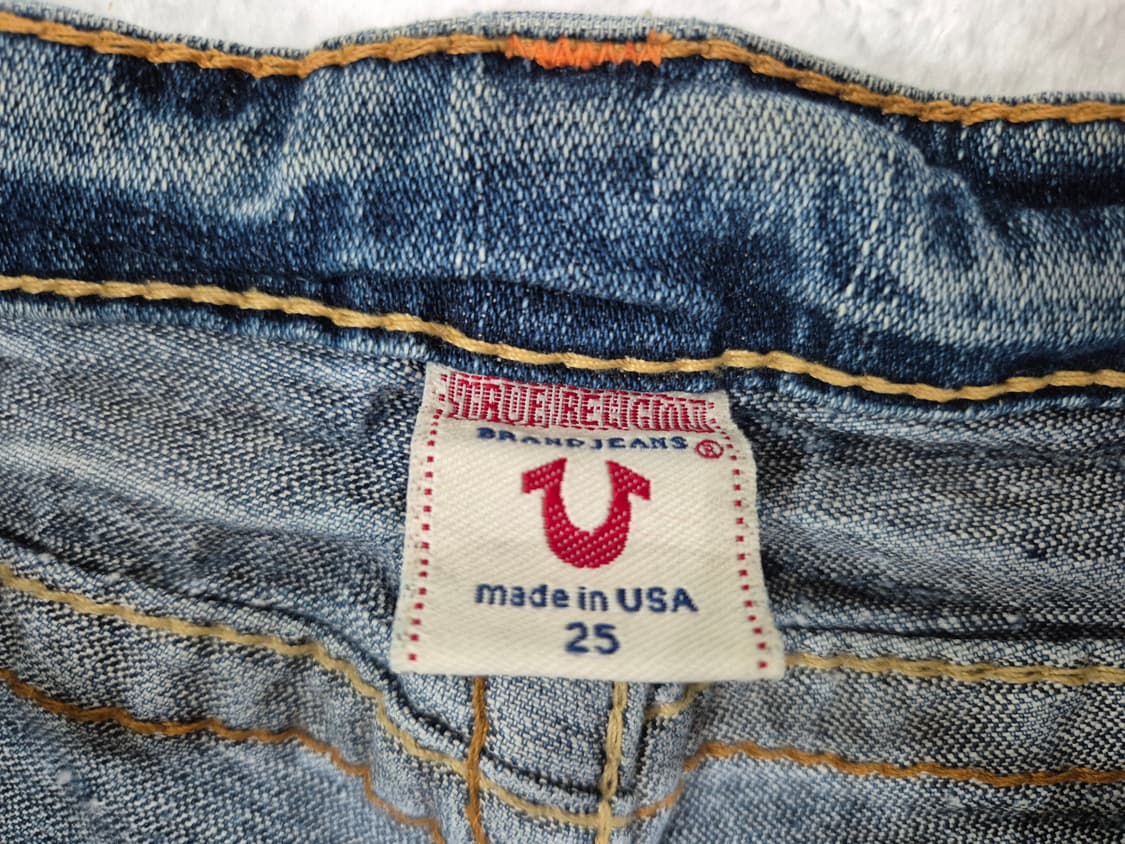 TRUE RELIGION
BRAND JEANS ®
made in USA
25